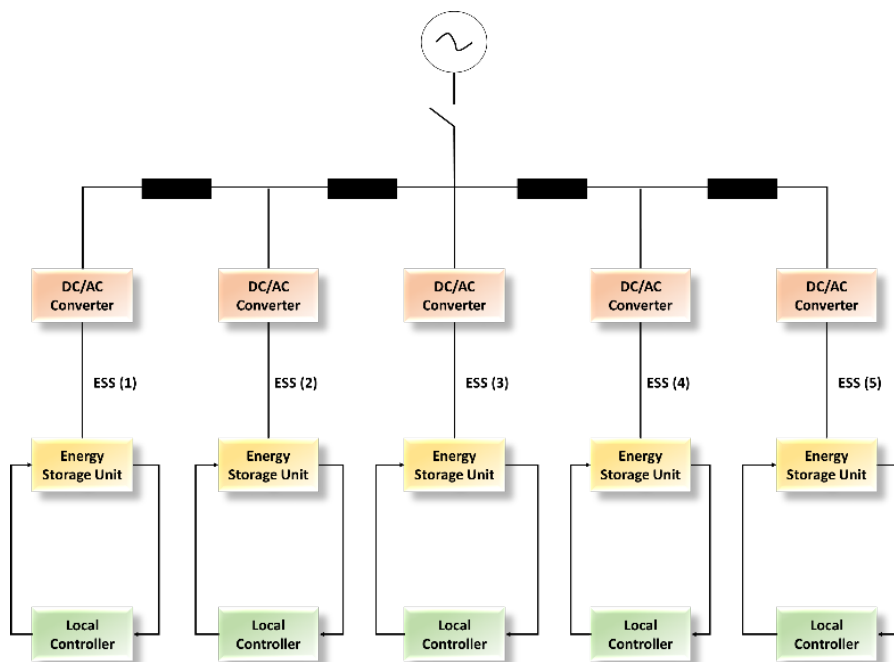 DC/AC
Converter
DC/AC
Converter
DC/AC
Converter
DC/AC
Converter
DC/AC
Converter
ESS (1)
ESS (2)
ESS (3)
ESS (4)
ESS (5)
Energy
Storage Unit
Energy
Storage Unit
Energy
Storage Unit
Energy
Storage Unit
Energy
Storage Unit
Local
Controller
Local
Controller
Local
Controller
Local
Controller
Local
Controller